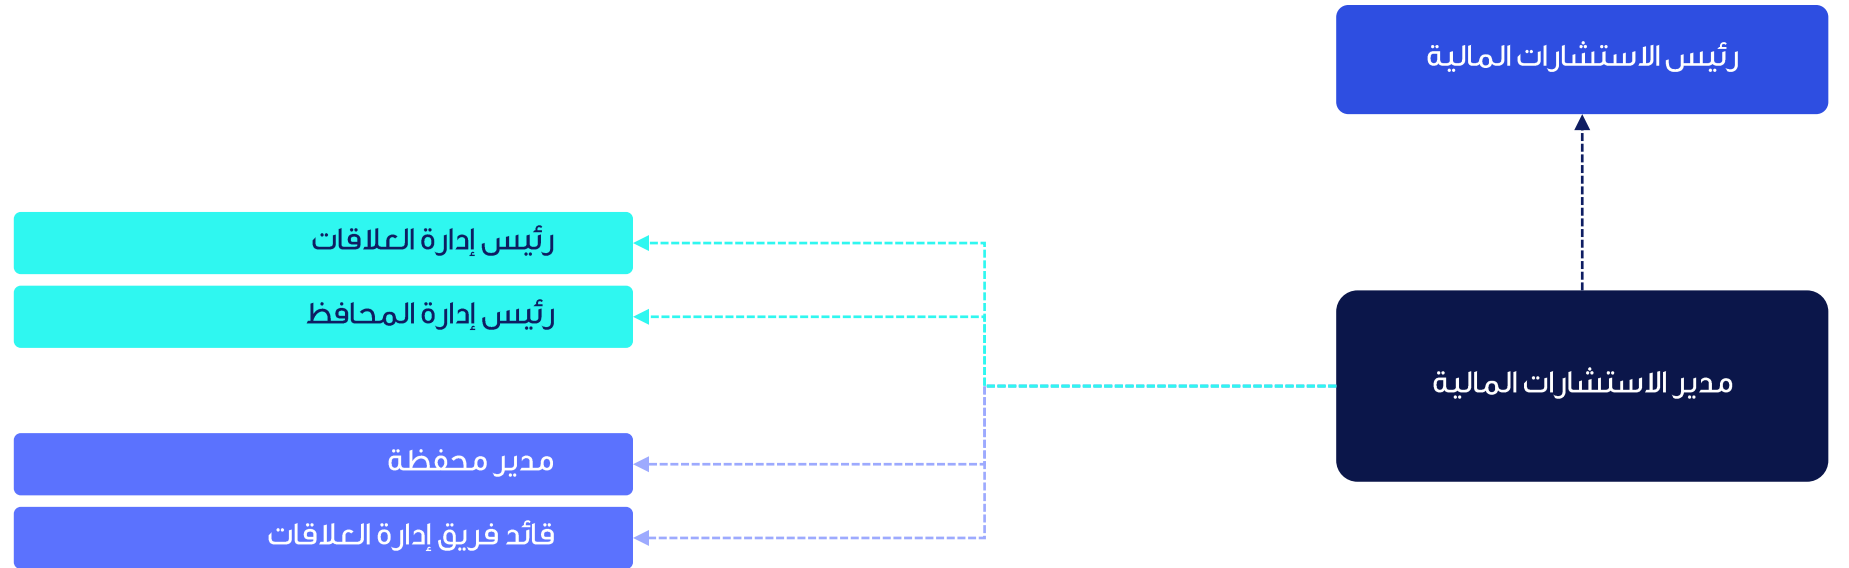 رئيس الاستشارات المالية
مدير الاستشارات المالية
رئيس إدارة العلاقات
رئيس إدارة المحافظ
مدير محفظة
قائد فريق إدارة العلاقات